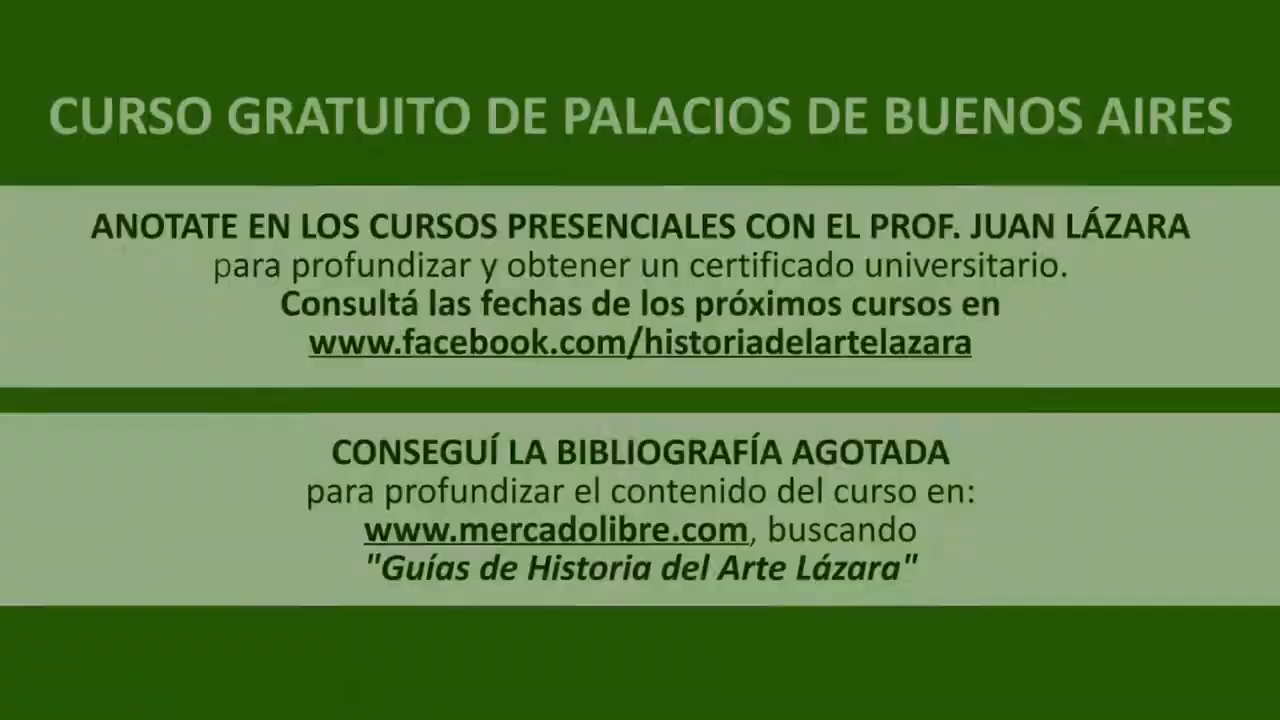 CURSO GRATUITO DE PALACIOS DE BUENOS AIRES
ANOTATE EN LOS CURSOS PRESENCIALES CON EL PROF. JUAN LÁZARA
para profundizar y obtener un certificado universitario.
Consultá las fechas de los próximos cursos en
www.facebook.com/historiadelartelazara
CONSEGUÍ LA BIBLIOGRAFÍA AGOTADA
para profundizar el contenido del curso en:
www.mercadolibre.com, buscando
"Guías de Historia del Arte Lázara"